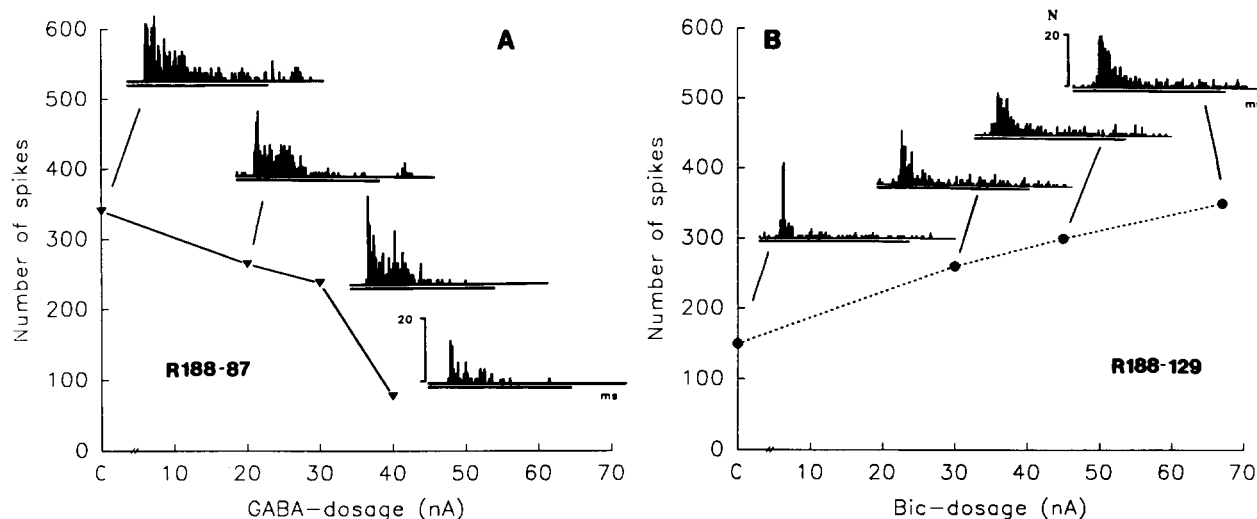 A
600
500
400
300
200
100
0
Number of spikes
20
ms
R188-87
C 10 20 30 40 50 60 70
GABA-dosage (nA)
B
N
20
600
500
400
300
200
100
0
Number of spikes
R188-129
C 10 20 30 40 50 60 70
Bic-dosage (nA)